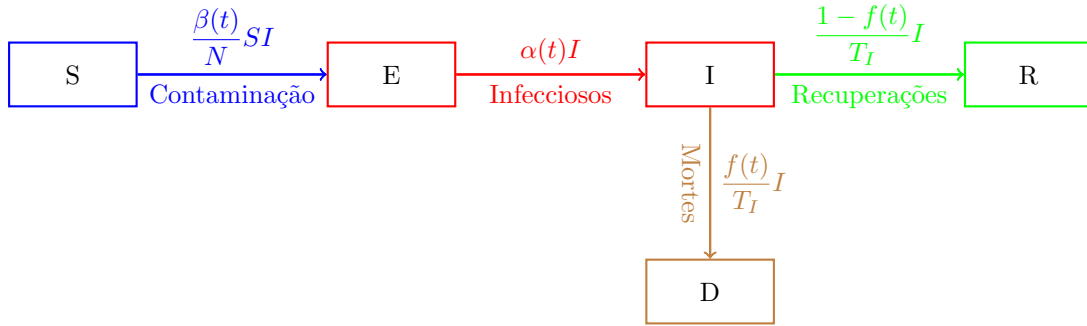 S
β(t)/N SI
Contaminação
E
α(t)I
Infecciosos
I
1 − f(t)/T_I I
Recuperações
R
Mortes
f(t)/T_I I
D